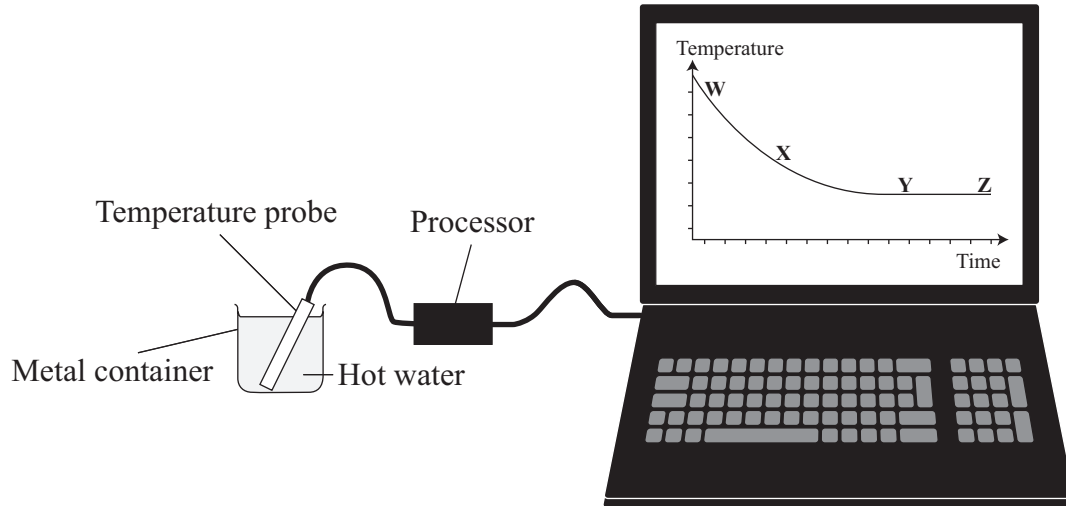 Temperature
W
X
Y
Z
Time
Temperature probe
Processor
Metal container
Hot water